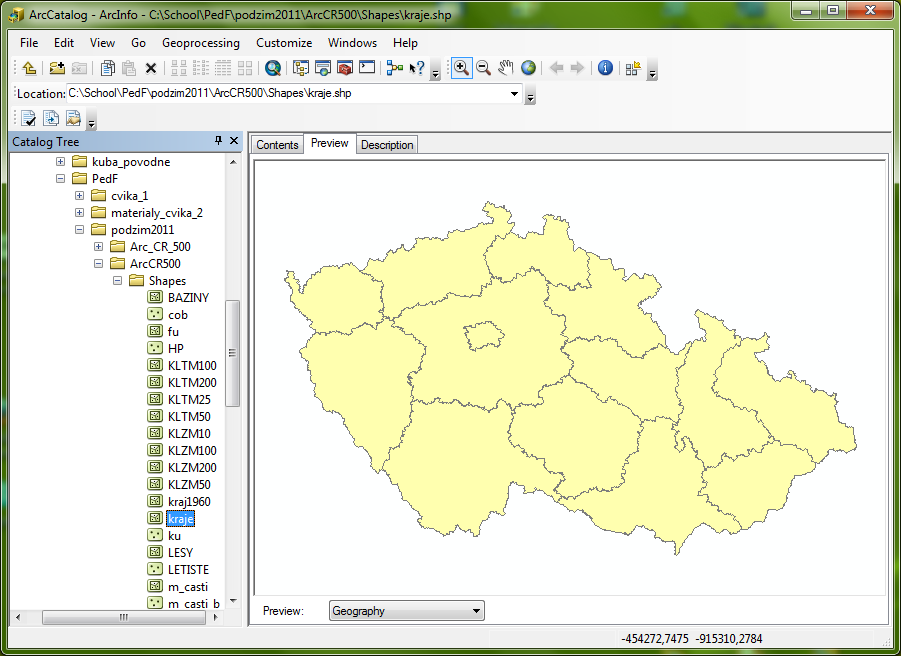 ArcCatalog - ArcInfo - C:\School\PedF\podzim2011\ArcCR500\Shapes\kraje.shp
File Edit View Go Geoprocessing Customize Windows Help
Location: C:\School\PedF\podzim2011\ArcCR500\Shapes\kraje.shp
Catalog Tree
kuba_povodne
PedF
cvika_1
materialy_cvika_2
podzim2011
Arc_CR_500
ArcCR500
Shapes
BAZINY
cob
fu
HP
KLTM100
KLTM200
KLTM25
KLTM50
KLZM10
KLZM100
KLZM200
KLZM50
kraj1960
kraje
ku
LESY
LETISTE
m_casti
m_casti_b
Contents Preview Description
Preview: Geography
-454272,7475 -915310,2784